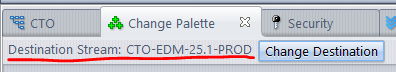 CTO Change Palette Security
Destination Stream: CTO-EDM-25.1-PROD Change Destination